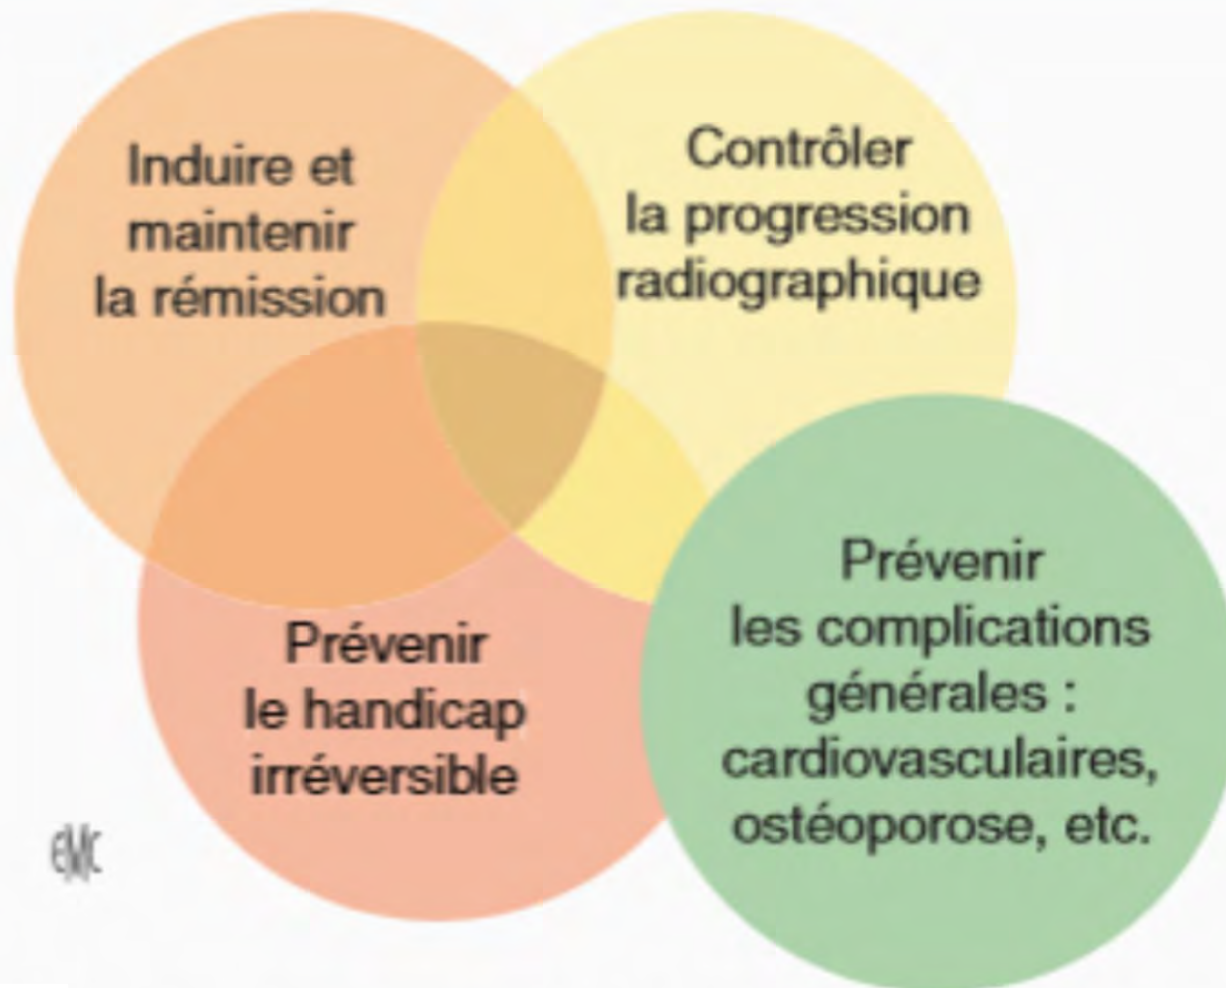 Induire et
maintenir
la rémission
Contrôler
la progression
radiographique
Prévenir
le handicap
irréversible
Prévenir
les complications
générales :
cardiovasculaires,
ostéoporose, etc.
EMC